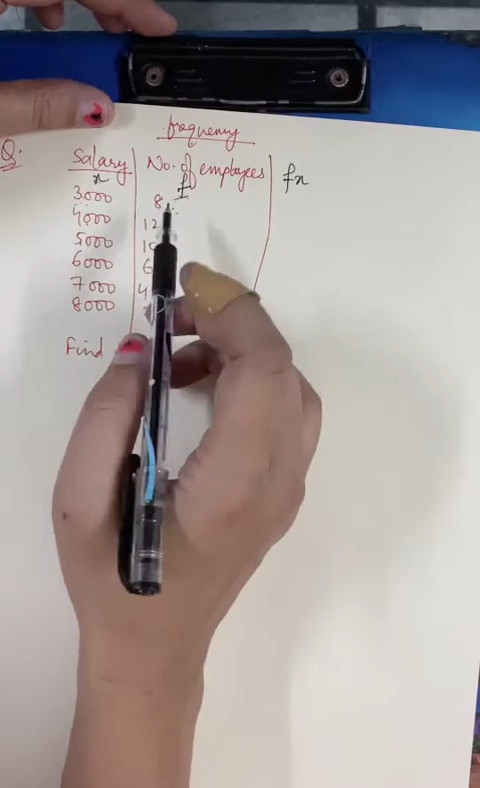 frequency
Q. Salary No. of employees fx
x f
3000 8
4000 12
5000
6000 6
7000 4
8000
Find